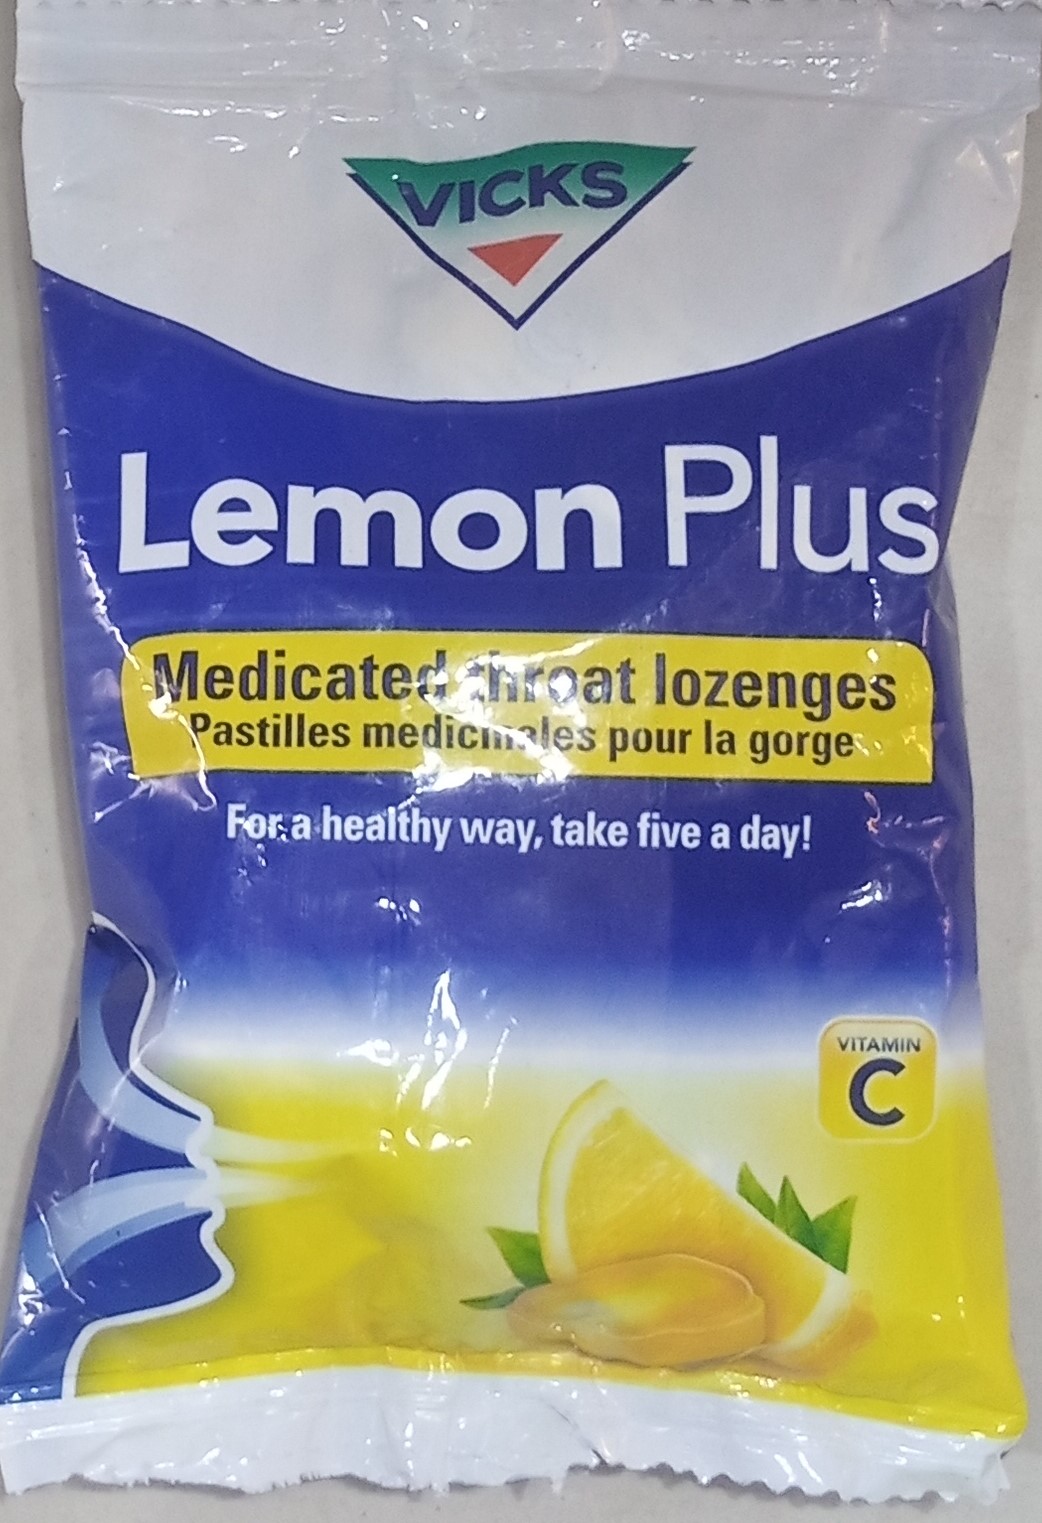 VICKS
Lemon Plus
Medicated throat lozenges
Pastilles medicinales pour la gorge
For a healthy way, take five a day!
VITAMIN
C